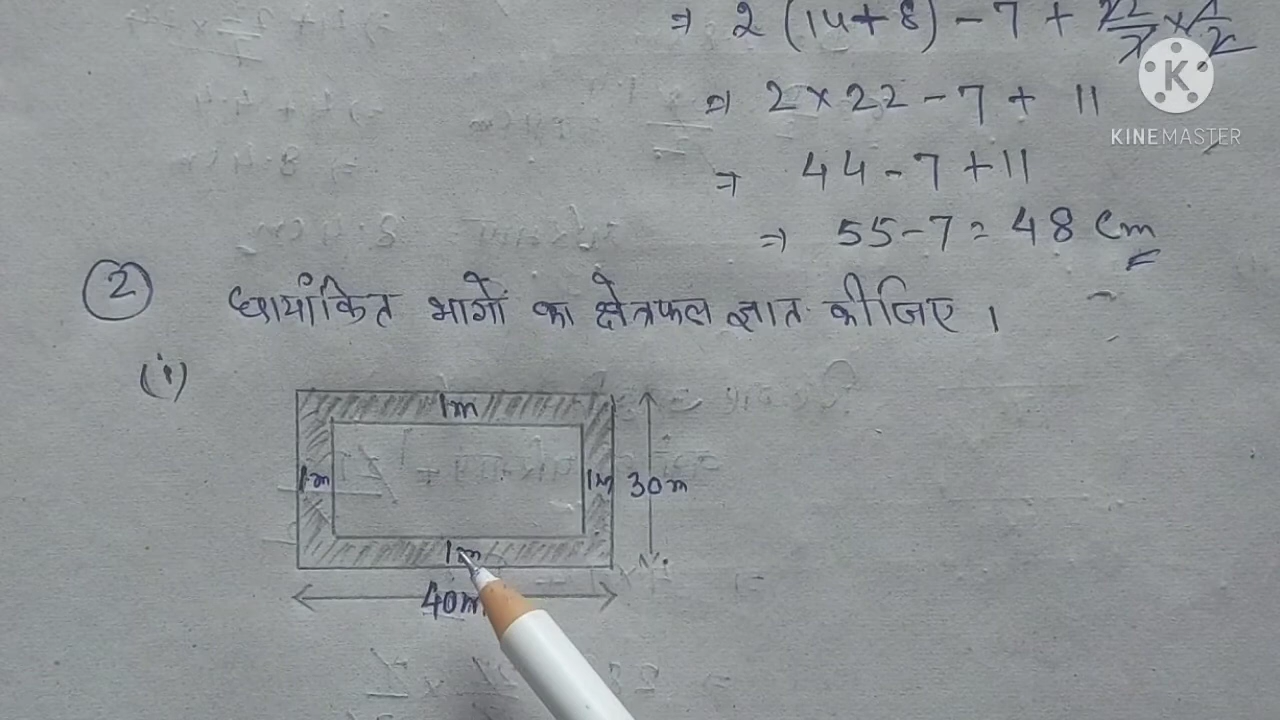 ⇒ 2 (14+8) - 7 + 22/7 × 7/2
K
⇒ 2 × 22 - 7 + 11
KINEMASTER
⇒ 44 - 7 + 11
⇒ 55 - 7 = 48 Cm
(2) छायांकित भागों का क्षेत्रफल ज्ञात कीजिए ।
(i)
1m
1m 1m 30m
1m
40m